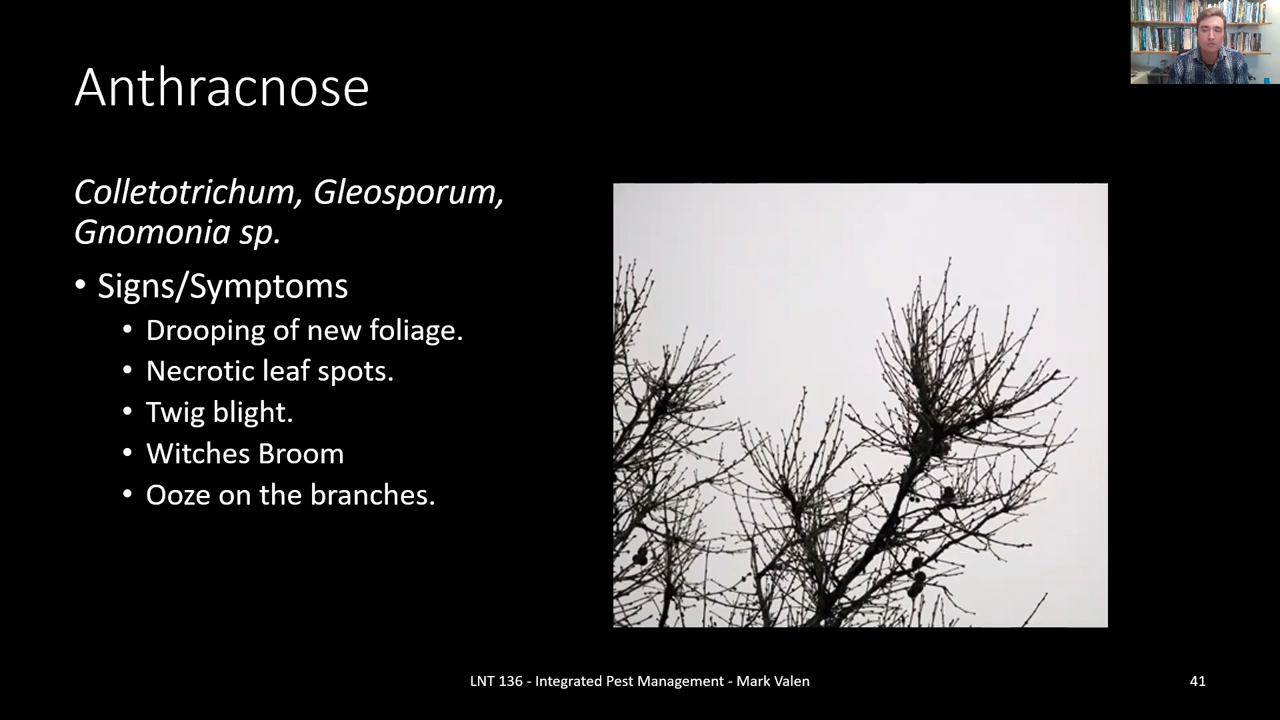 Anthracnose
Colletotrichum, Gleosporum,
Gnomonia sp.
• Signs/Symptoms
• Drooping of new foliage.
• Necrotic leaf spots.
• Twig blight.
• Witches Broom
• Ooze on the branches.
LNT 136 - Integrated Pest Management - Mark Valen
41